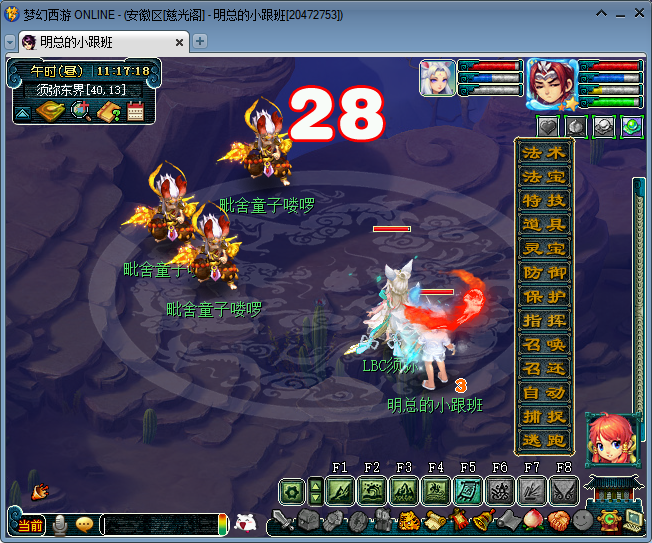 梦幻西游 ONLINE - (安徽区[慈光阁] - 明总的小跟班[20472753])
明总的小跟班
午时(昼) 11:17:18
须弥东界[40,13]
28
法术
法宝
特技
道具
灵宝
防御
保护
指挥
召唤
召还
自动
捕捉
逃跑
毗舍童子喽啰
毗舍童子
毗舍童子喽啰
LBC须弥
3
明总的小跟班
F1 F2 F3 F4 F5 F6 F7 F8
当前